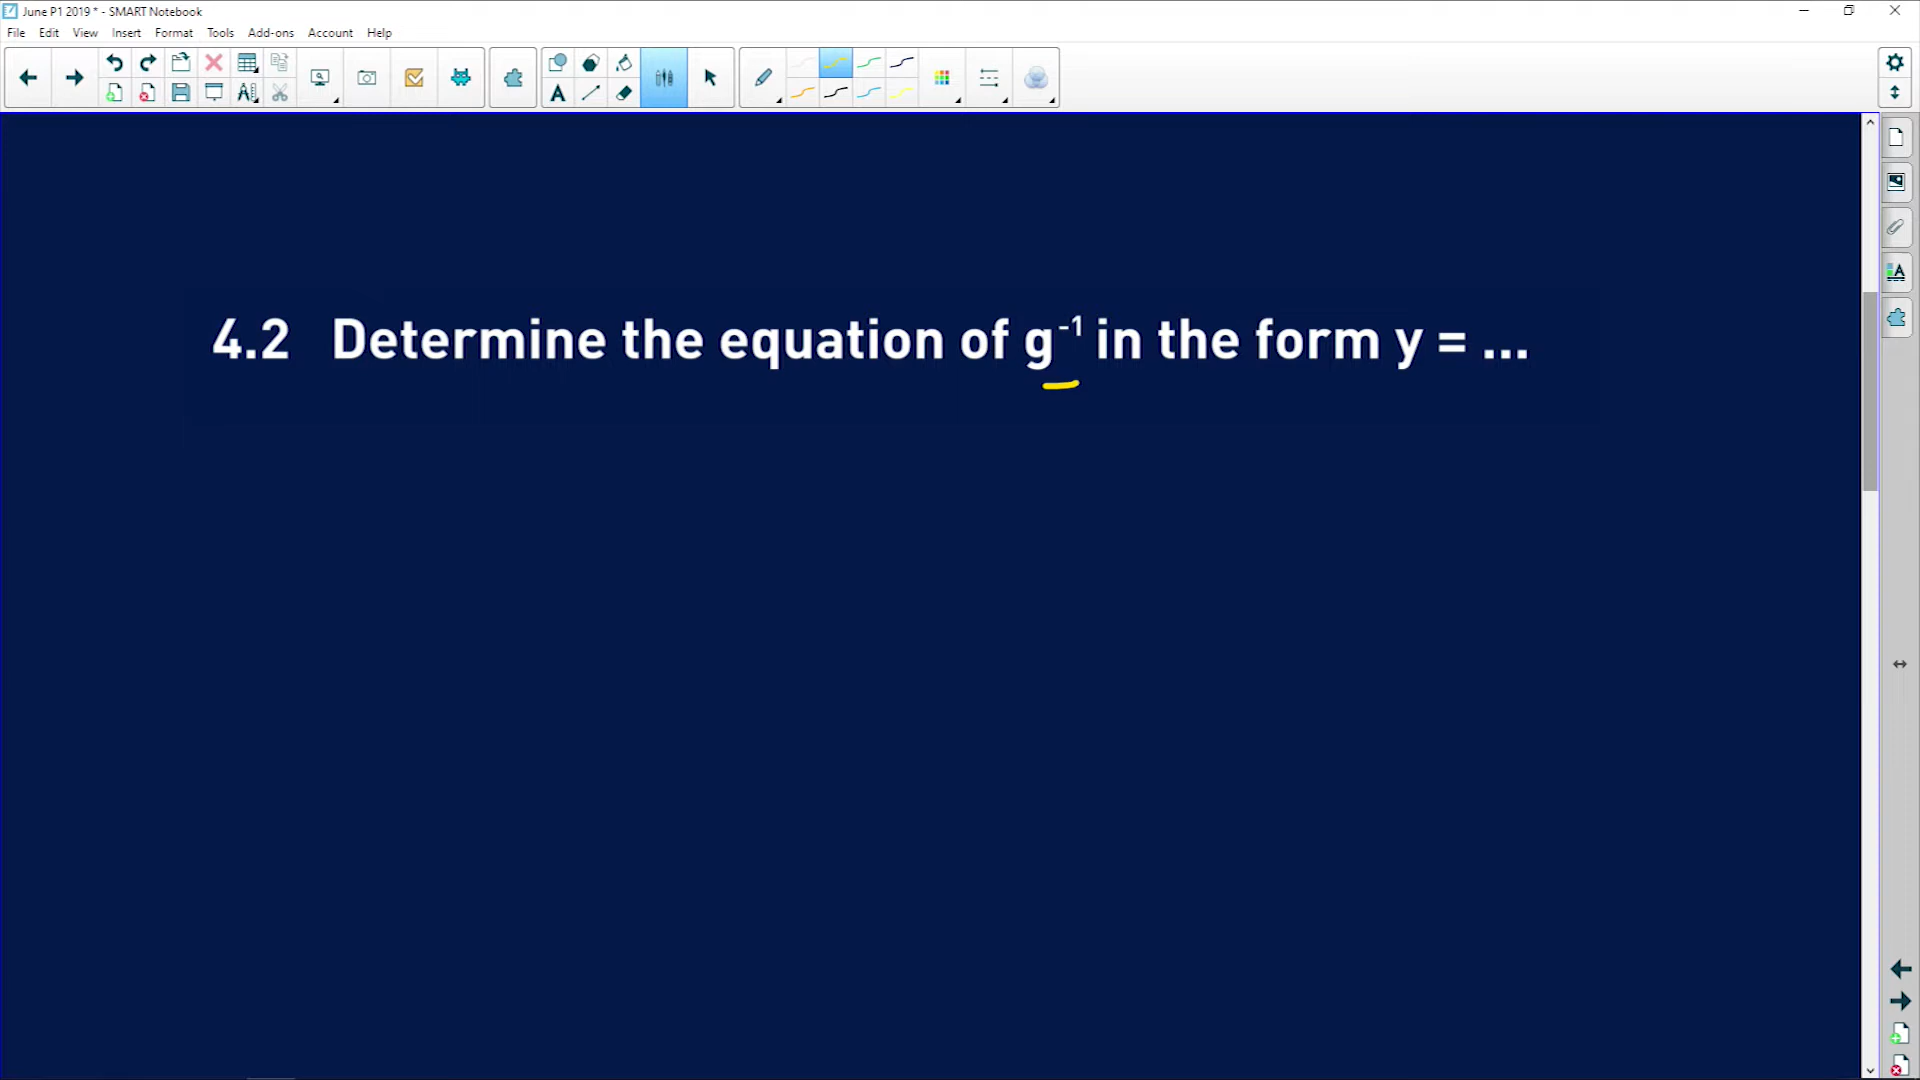 June P1 2019 * - SMART Notebook
File Edit View Insert Format Tools Add-ons Account Help
4.2 Determine the equation of g⁻¹ in the form y = ...